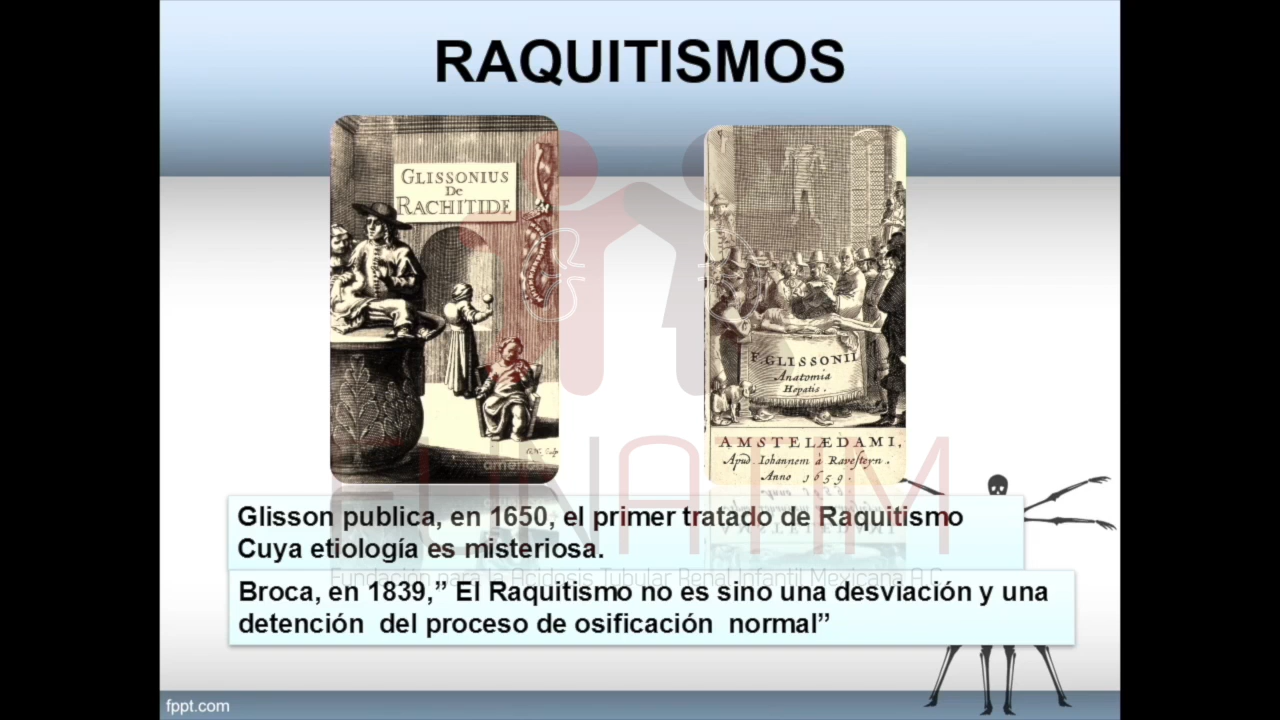 RAQUITISMOS
GLISSONIUS
De
RACHITIDE
F. GLISSONII
Anatomia
Hepatis.
AMSTELÆDAMI,
Apud Iohannem à Ravesteyn.
Anno 1659.
FUNATIM
Glisson publica, en 1650, el primer tratado de Raquitismo
Cuya etiología es misteriosa.
Fundación para la Acidosis Tubular Renal Infantil Mexicana A.C.
Broca, en 1839,” El Raquitismo no es sino una desviación y una
detención del proceso de osificación normal”
fppt.com